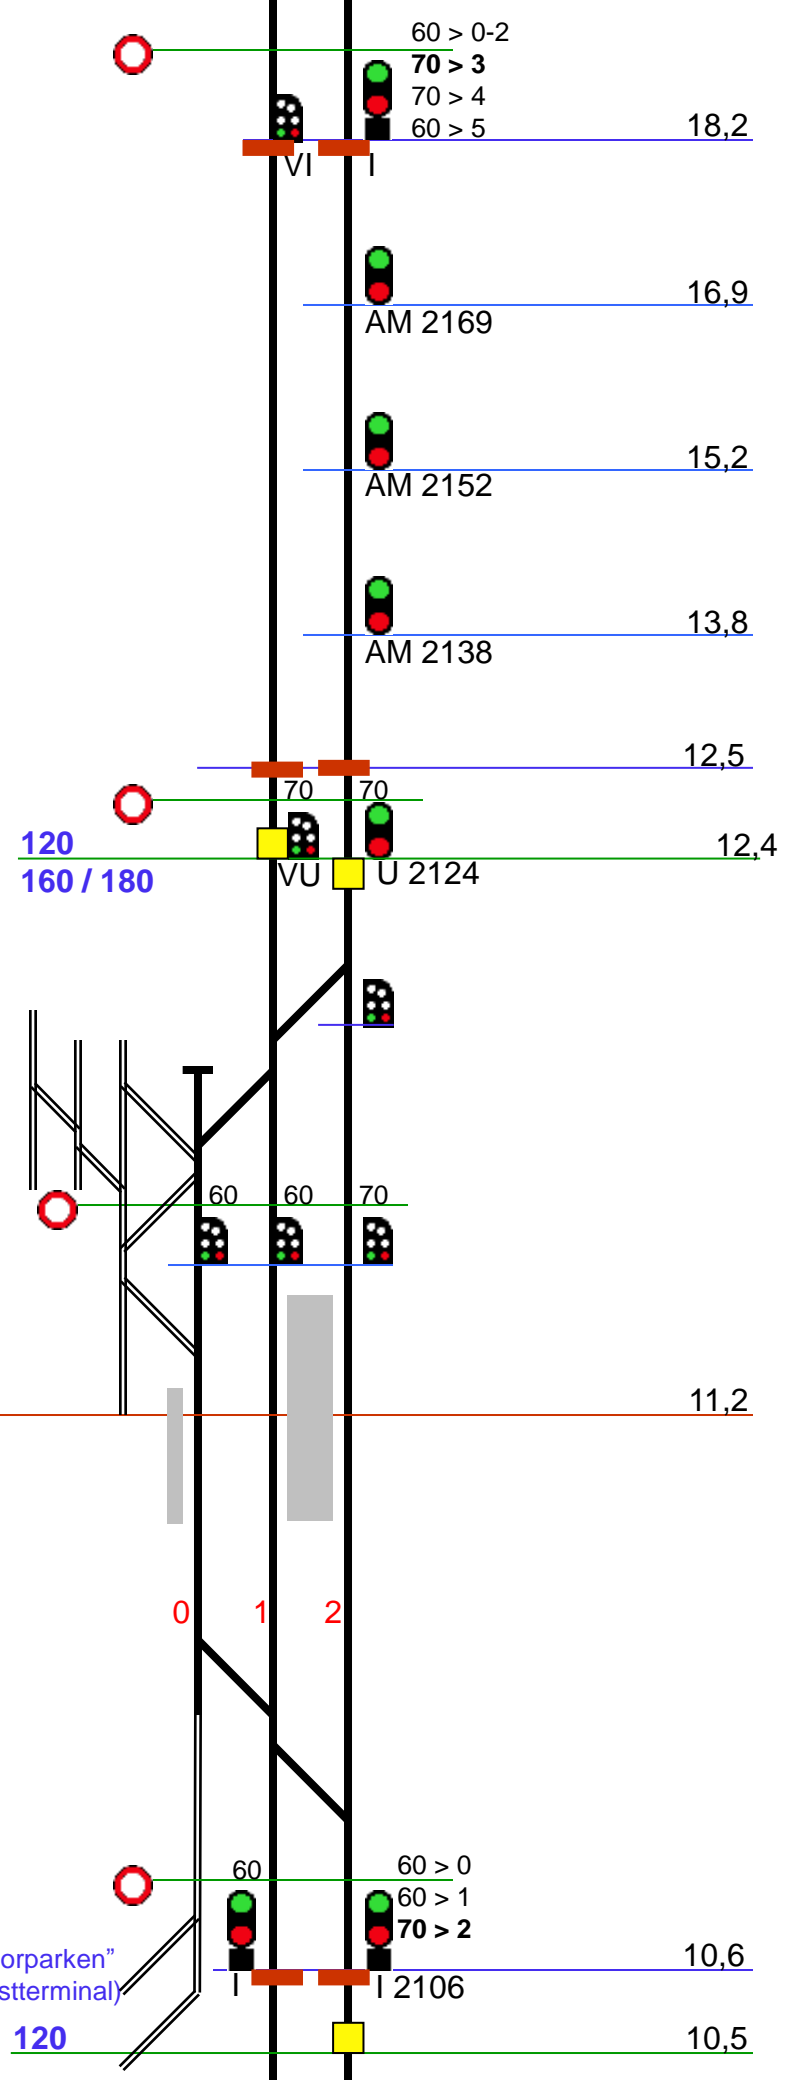 60 > 0-2
70 > 3
70 > 4
60 > 5
18,2
VI
I
16,9
AM 2169
15,2
AM 2152
13,8
AM 2138
12,5
70
70
120
12,4
160 / 180
VU
U 2124
60
60
70
11,2
0
1
2
60
60 > 0
60 > 1
70 > 2
orparken”
10,6
stterminal)
I
I 2106
120
10,5